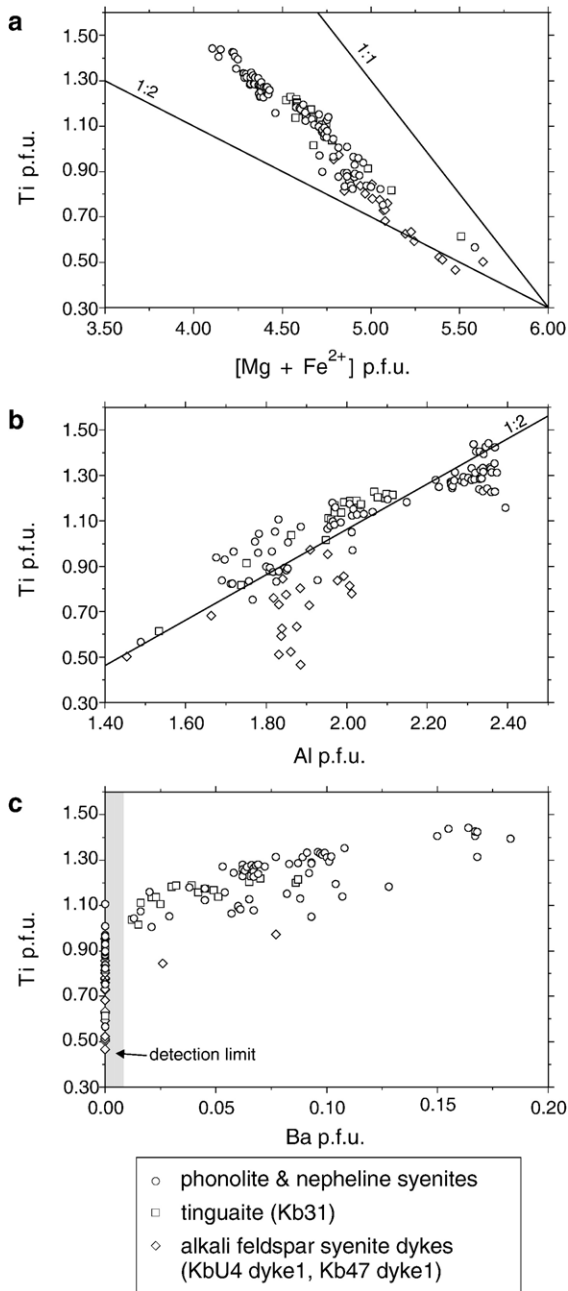 a
1.50
1.30
1.10
0.90
0.70
0.50
0.30
Ti p.f.u.
1:2
1:1
3.50 4.00 4.50 5.00 5.50 6.00
[Mg + Fe2+] p.f.u.
b
1.50
1.30
1.10
0.90
0.70
0.50
0.30
Ti p.f.u.
1:2
1.40 1.60 1.80 2.00 2.20 2.40
Al p.f.u.
c
1.50
1.30
1.10
0.90
0.70
0.50
0.30
Ti p.f.u.
detection limit
0.00 0.05 0.10 0.15 0.20
Ba p.f.u.
phonolite & nepheline syenites
tinguaite (Kb31)
alkali feldspar syenite dykes
(KbU4 dyke1, Kb47 dyke1)